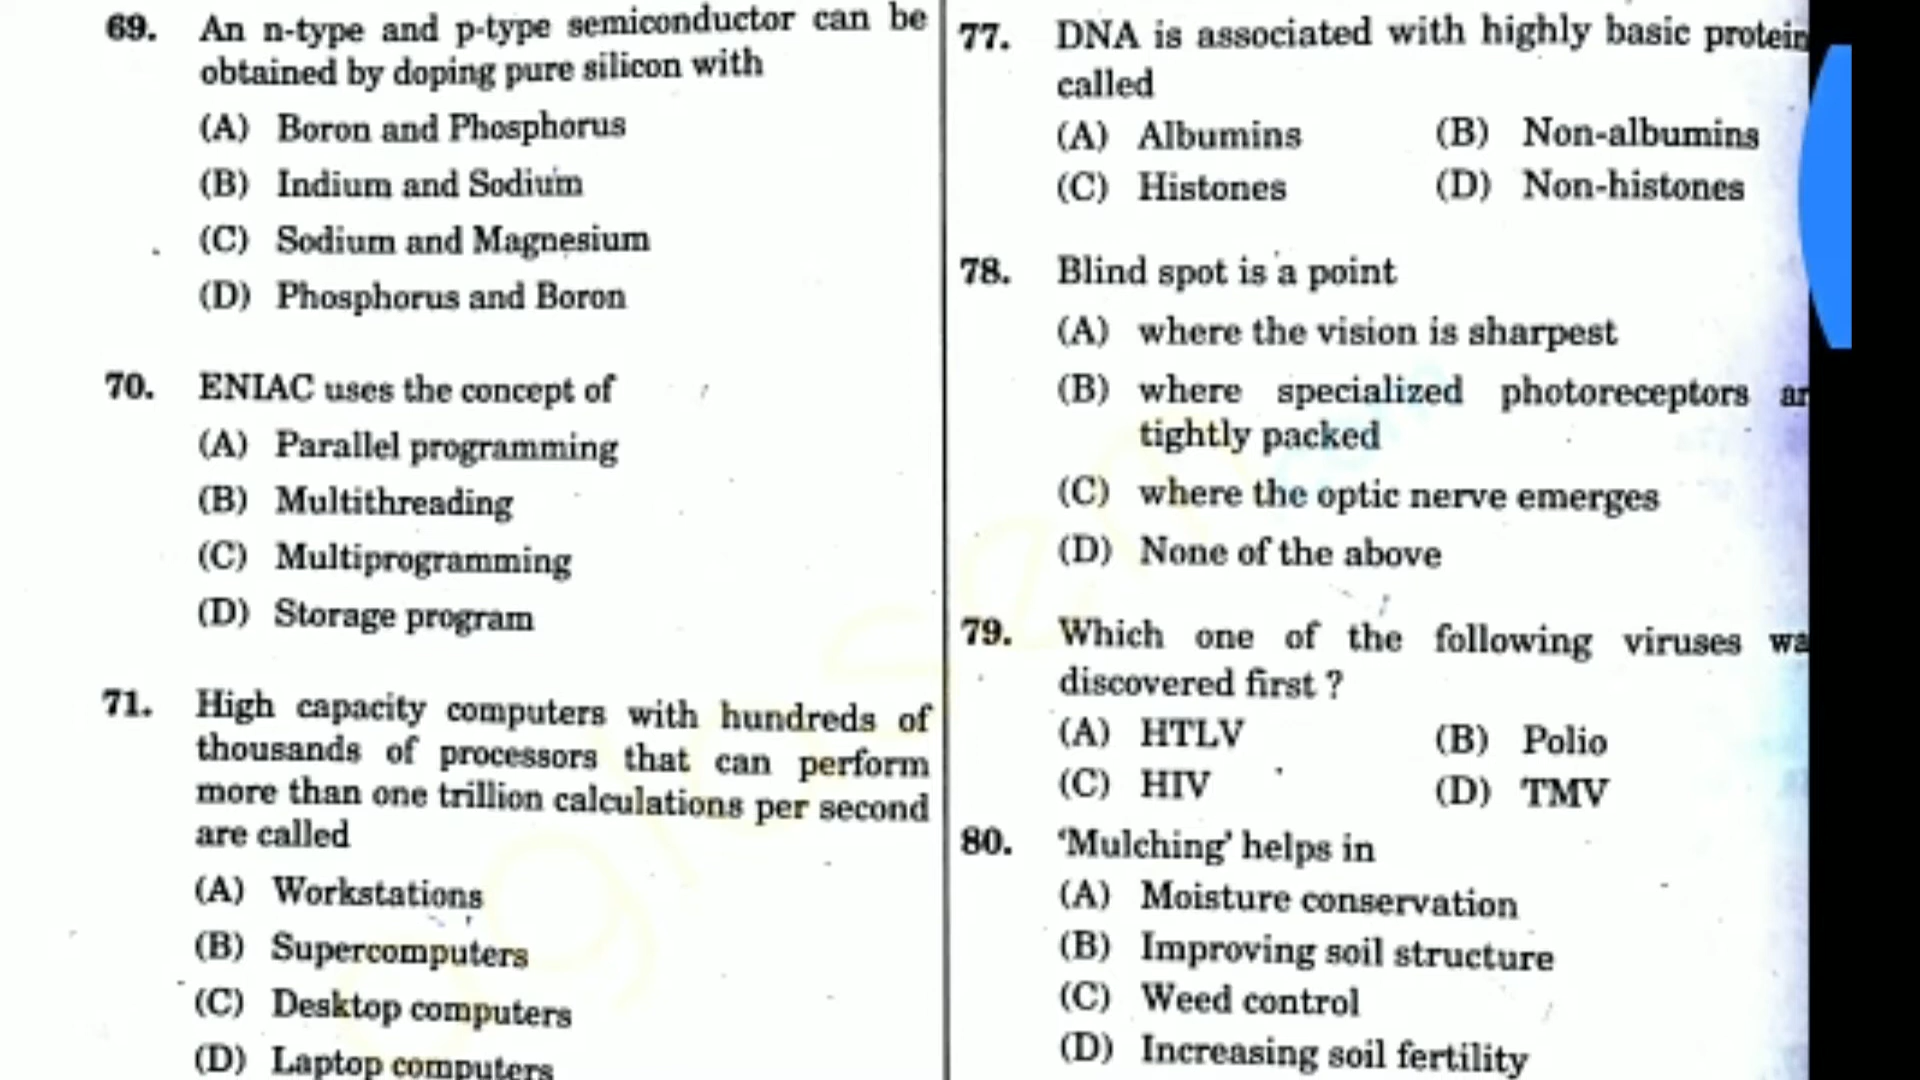 69. An n-type and p-type semiconductor can be
obtained by doping pure silicon with
(A) Boron and Phosphorus
(B) Indium and Sodium
(C) Sodium and Magnesium
(D) Phosphorus and Boron
70. ENIAC uses the concept of
(A) Parallel programming
(B) Multithreading
(C) Multiprogramming
(D) Storage program
71. High capacity computers with hundreds of
thousands of processors that can perform
more than one trillion calculations per second
are called
(A) Workstations
(B) Supercomputers
(C) Desktop computers
(D) Laptop computers
77. DNA is associated with highly basic protein
called
(A) Albumins (B) Non-albumins
(C) Histones (D) Non-histones
78. Blind spot is a point
(A) where the vision is sharpest
(B) where specialized photoreceptors ar
tightly packed
(C) where the optic nerve emerges
(D) None of the above
79. Which one of the following viruses wa
discovered first ?
(A) HTLV (B) Polio
(C) HIV (D) TMV
80. ‘Mulching’ helps in
(A) Moisture conservation
(B) Improving soil structure
(C) Weed control
(D) Increasing soil fertility